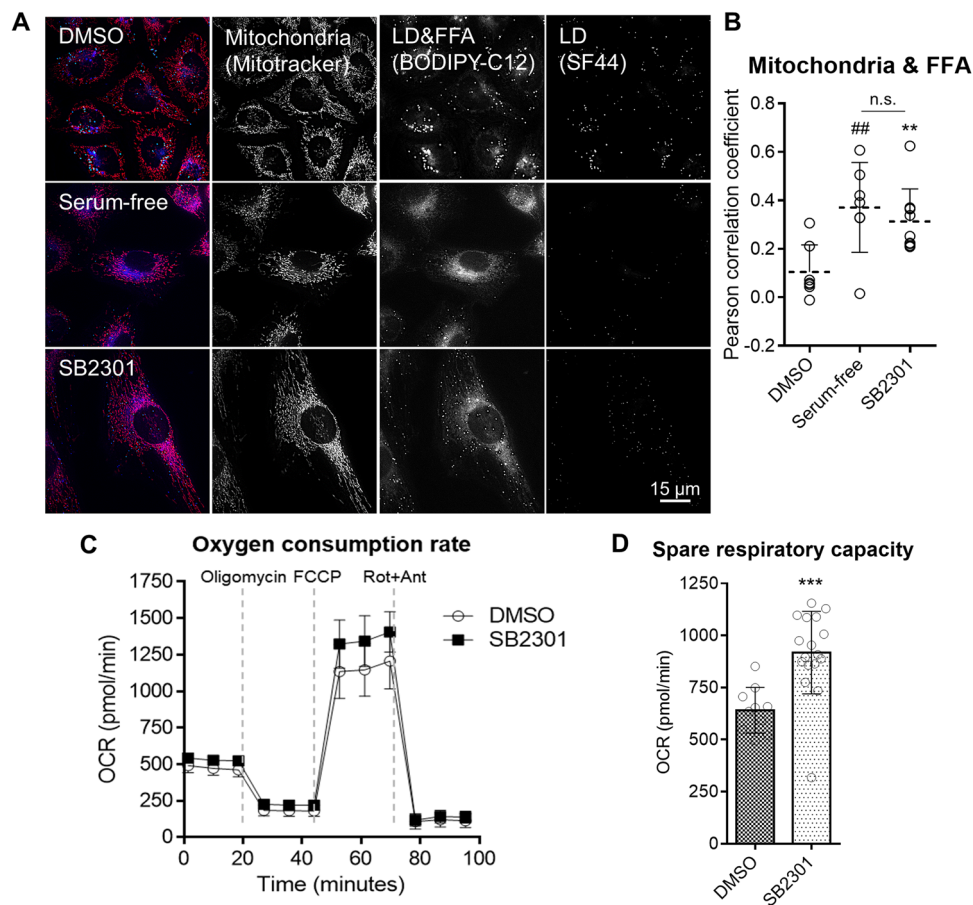 A
DMSO
Mitochondria
(Mitotracker)
LD&FFA
(BODIPY-C12)
LD
(SF44)
Serum-free
SB2301
15 µm
B
Mitochondria & FFA
n.s.
##
**
Pearson correlation coefficient
0.8
0.6
0.4
0.2
0.0
-0.2
DMSO
Serum-free
SB2301
C
Oxygen consumption rate
Oligomycin
FCCP
Rot+Ant
DMSO
SB2301
OCR (pmol/min)
1750
1500
1250
1000
750
500
250
0
0
20
40
60
80
100
Time (minutes)
D
Spare respiratory capacity
***
OCR (pmol/min)
1250
1000
750
500
250
0
DMSO
SB2301